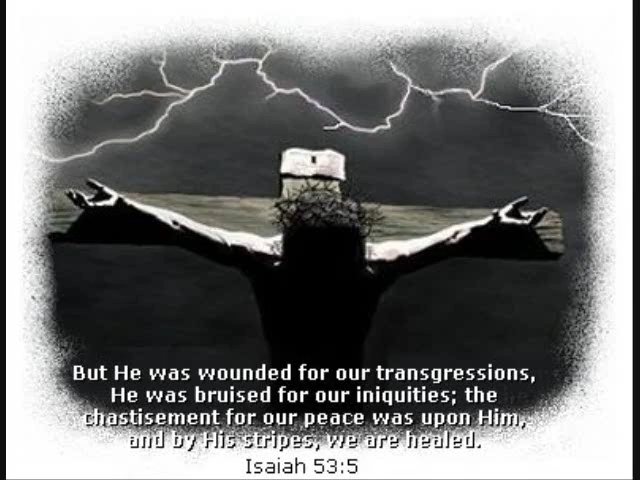 But He was wounded for our transgressions,
He was bruised for our iniquities; the
chastisement for our peace was upon Him,
and by His stripes, we are healed.
Isaiah 53:5